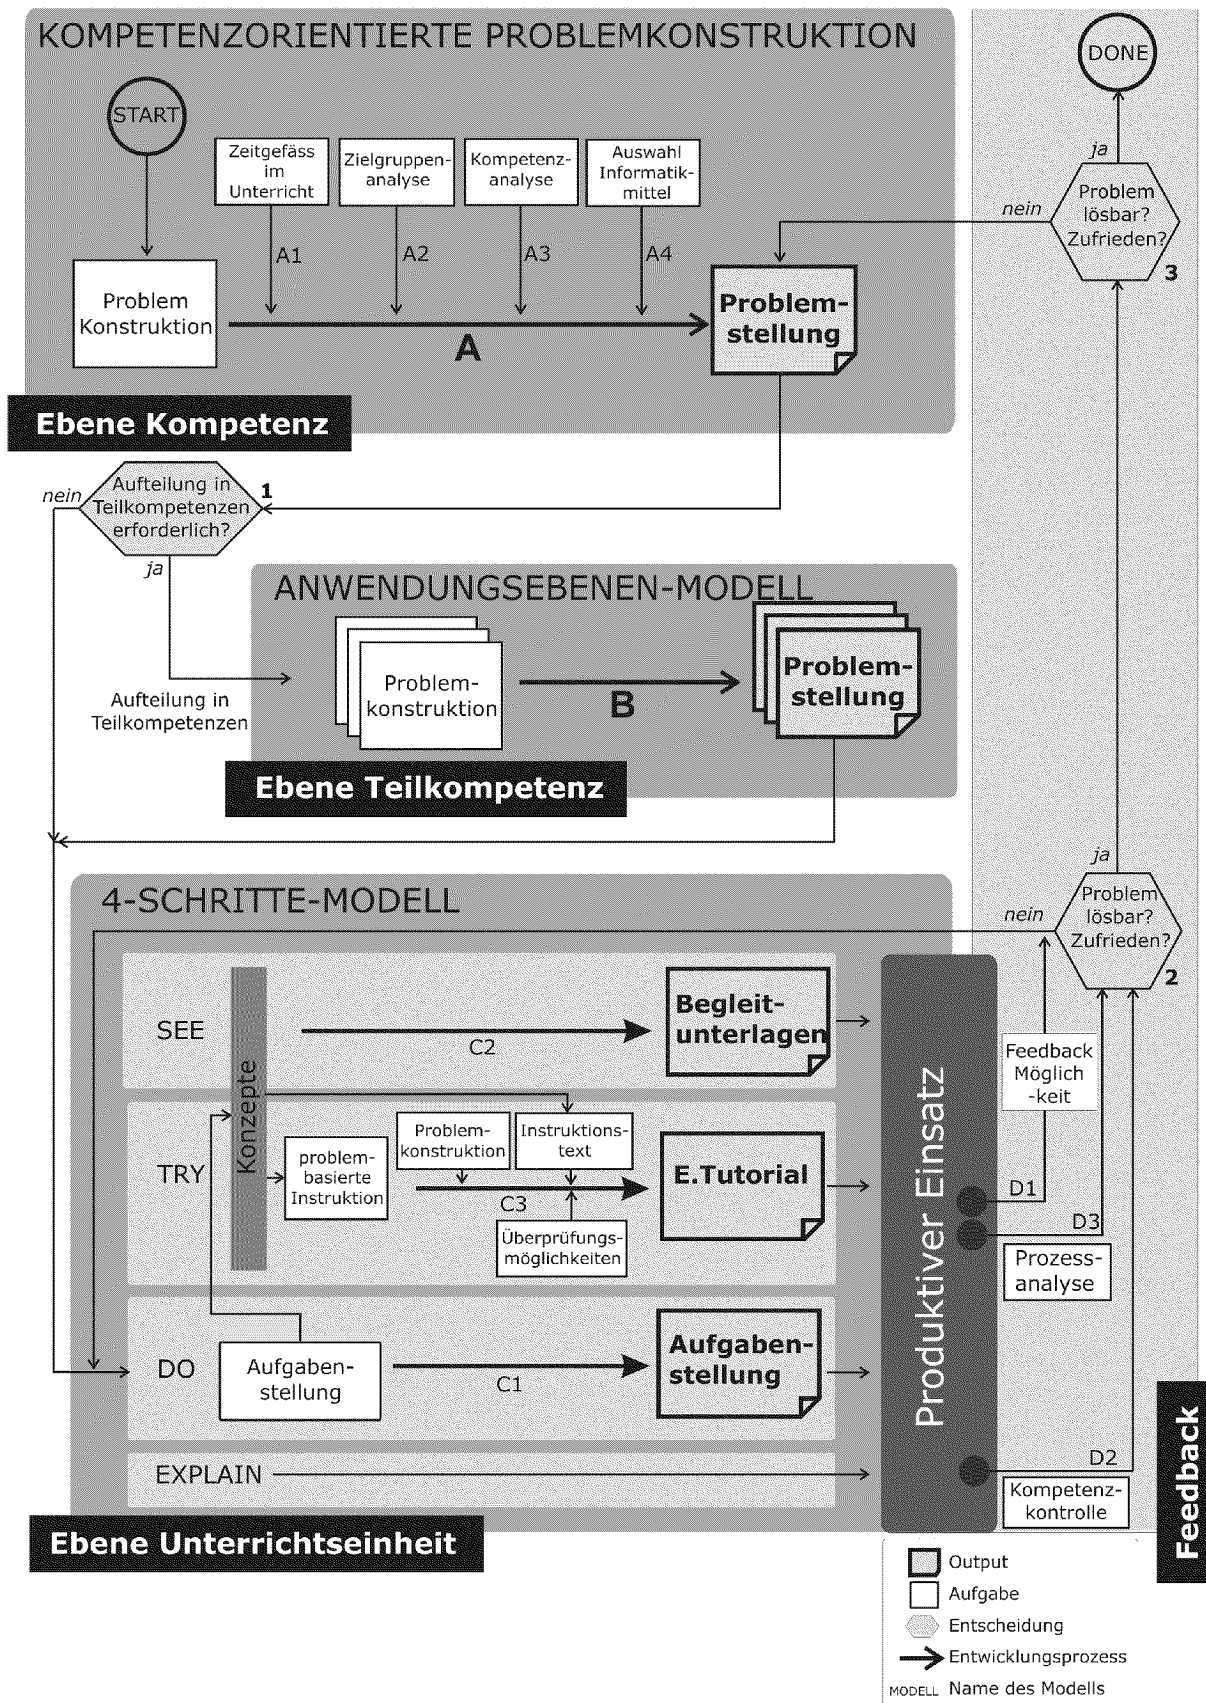 KOMPETENZORIENTIERTE PROBLEMKONSTRUKTION
START
Zeitgefäss
im
Unterricht
Zielgruppen-
analyse
Kompetenz-
analyse
Auswahl
Informatik-
mittel
A1
A2
A3
A4
Problem
Konstruktion
A
Problem-
stellung
Ebene Kompetenz
DONE
ja
nein
Problem
lösbar?
Zufrieden?
3
nein
Aufteilung in
Teilkompetenzen
erforderlich?
1
ja
Aufteilung in
Teilkompetenzen
ANWENDUNGSEBENEN-MODELL
Problem-
konstruktion
B
Problem-
stellung
Ebene Teilkompetenz
ja
nein
Problem
lösbar?
Zufrieden?
2
4-SCHRITTE-MODELL
SEE
Konzepte
C2
Begleit-
unterlagen
TRY
problem-
basierte
Instruktion
Problem-
konstruktion
Instruktions-
text
C3
Überprüfungs-
möglichkeiten
E.Tutorial
DO
Aufgaben-
stellung
C1
Aufgaben-
stellung
EXPLAIN
Produktiver Einsatz
Feedback
Möglich
-keit
D1
D3
Prozess-
analyse
D2
Kompetenz-
kontrolle
Feedback
Ebene Unterrichtseinheit
Output
Aufgabe
Entscheidung
Entwicklungsprozess
MODELL Name des Modells